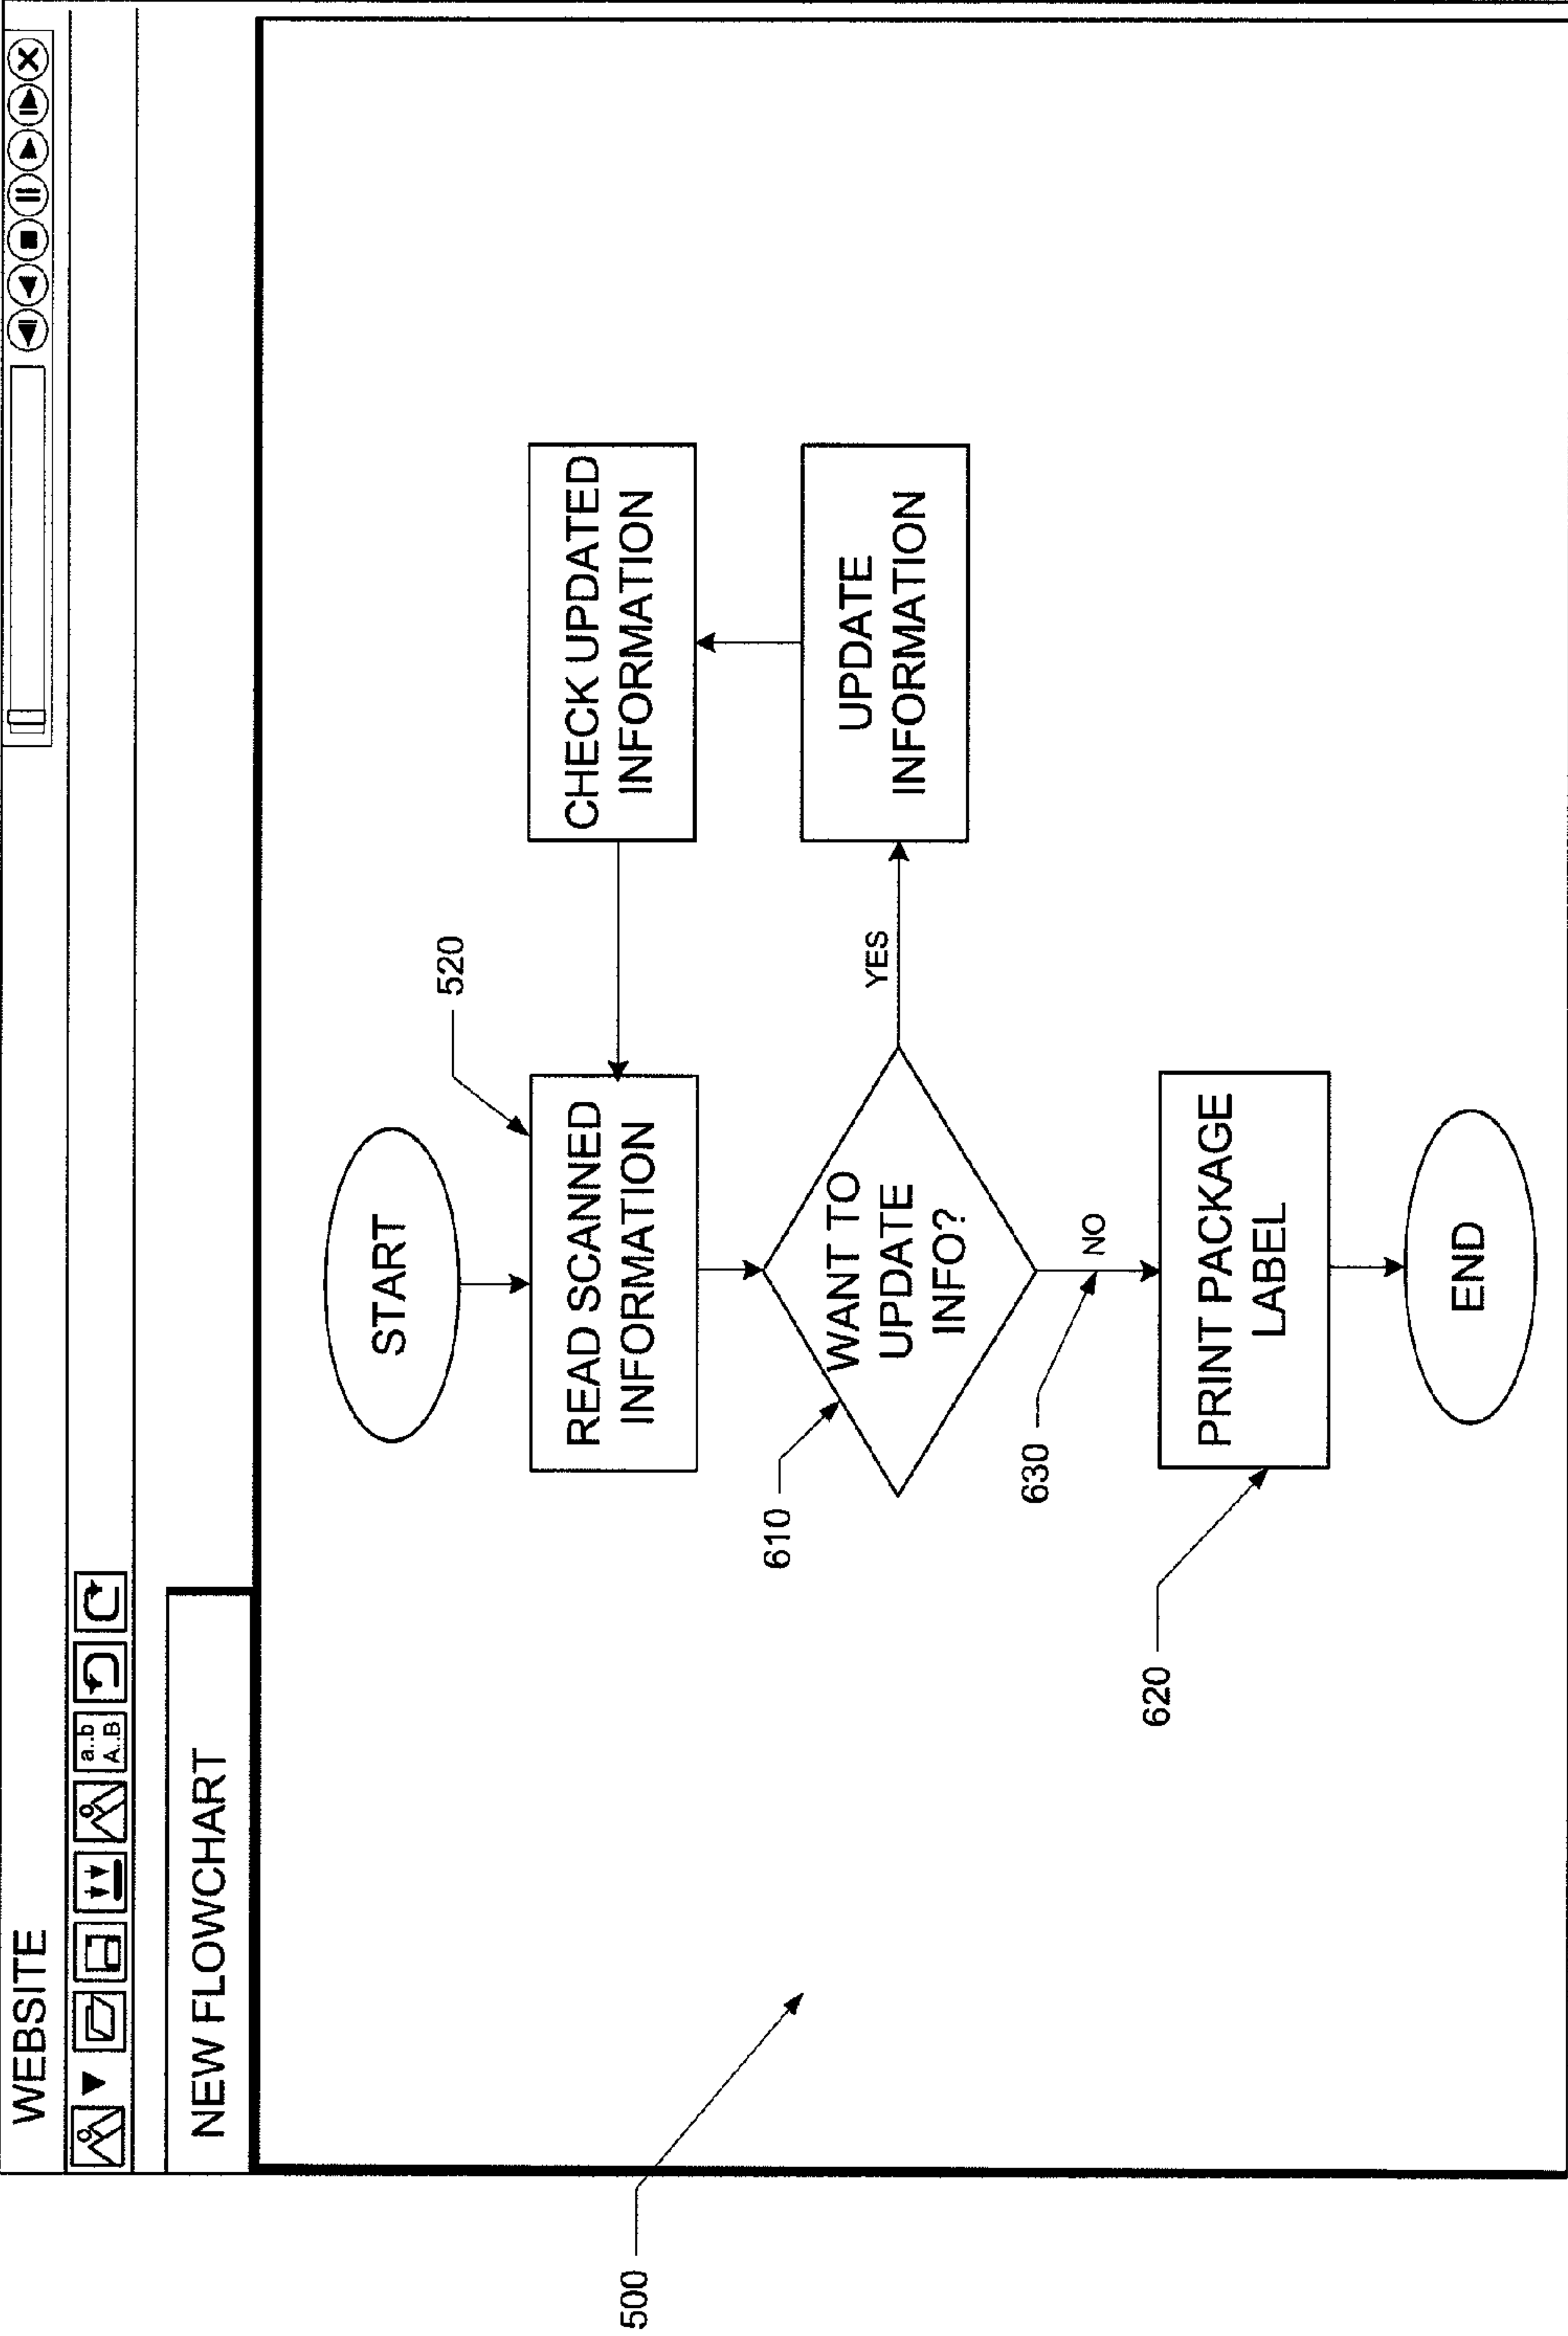 WEBSITE
a..b
A..B
NEW FLOWCHART
START
520
READ SCANNED
INFORMATION
CHECK UPDATED
INFORMATION
500
610
WANT TO
UPDATE
INFO?
YES
UPDATE
INFORMATION
630
NO
620
PRINT PACKAGE
LABEL
END